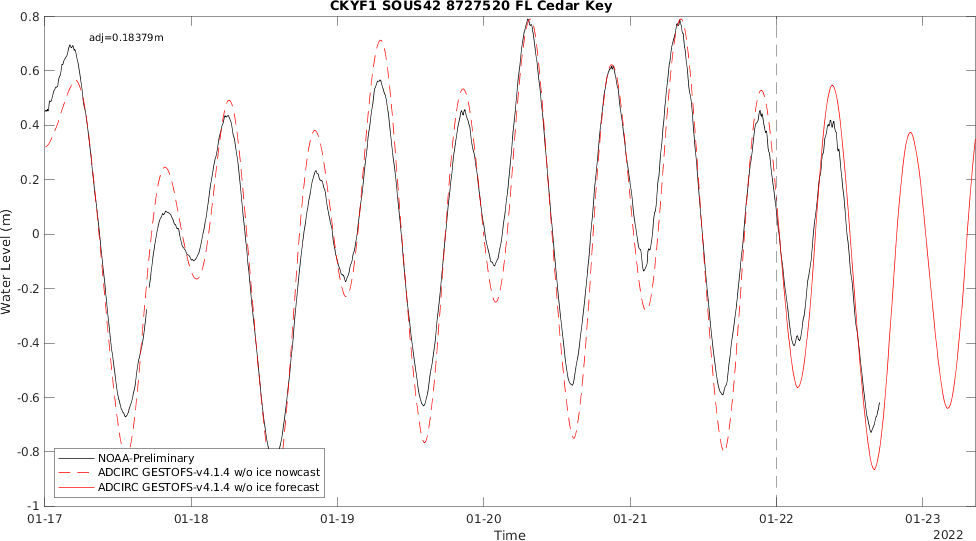 CKYF1 SOUS42 8727520 FL Cedar Key
adj=0.18379m
0.8
0.6
0.4
0.2
0
-0.2
-0.4
-0.6
-0.8
-1
Water Level (m)
NOAA-Preliminary
ADCIRC GESTOFS-v4.1.4 w/o ice nowcast
ADCIRC GESTOFS-v4.1.4 w/o ice forecast
01-17 01-18 01-19 01-20 01-21 01-22 01-23
Time
2022